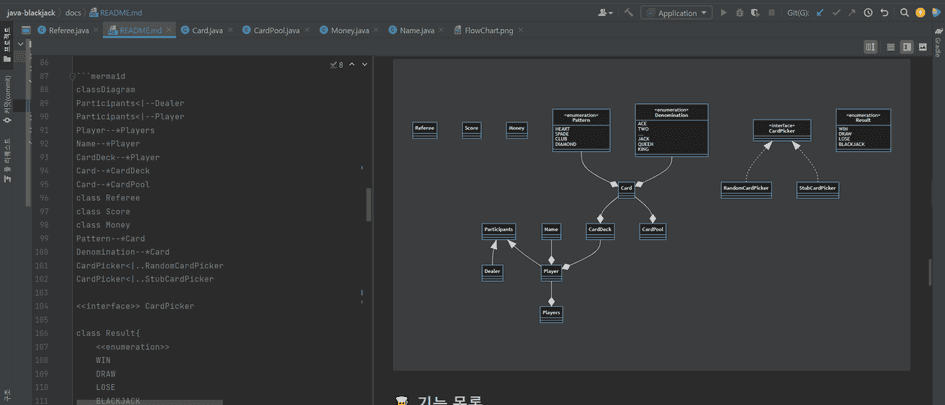 java-blackjack > docs > README.md
Application
Git(G):
Referee.java
README.md
Card.java
CardPool.java
Money.java
Name.java
FlowChart.png
8
86
87 ```mermaid
88 classDiagram
89 Participants<|--Dealer
90 Participants<|--Player
91 Player--*Players
92 Name--*Player
93 CardDeck--*Player
94 Card--*CardDeck
95 Card--*CardPool
96 class Referee
97 class Score
98 class Money
99 Pattern--*Card
100 Denomination--*Card
101 CardPicker<|..RandomCardPicker
102 CardPicker<|..StubCardPicker
103
104 <<interface>> CardPicker
105
106 class Result{
107 <<enumeration>>
108 WIN
109 DRAW
110 LOSE
111 BLACKJACK
Referee
Score
Money
«enumeration»
Pattern
HEART
SPADE
CLUB
DIAMOND
«enumeration»
Denomination
ACE
TWO
...
JACK
QUEEN
KING
«interface»
CardPicker
«enumeration»
Result
WIN
DRAW
LOSE
BLACKJACK
Card
RandomCardPicker
StubCardPicker
Participants
Name
CardDeck
CardPool
Dealer
Player
Players
기능 목록
Gradle
커밋(commit)
구조